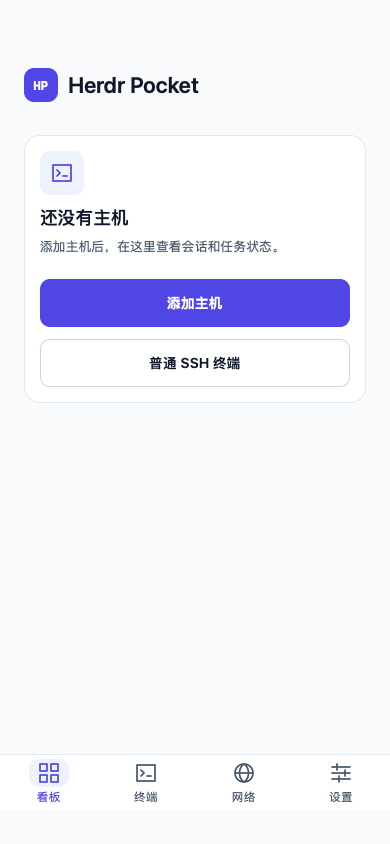 HP
Herdr Pocket
还没有主机
添加主机后，在这里查看会话和任务状态。
添加主机
普通 SSH 终端
看板
终端
网络
设置